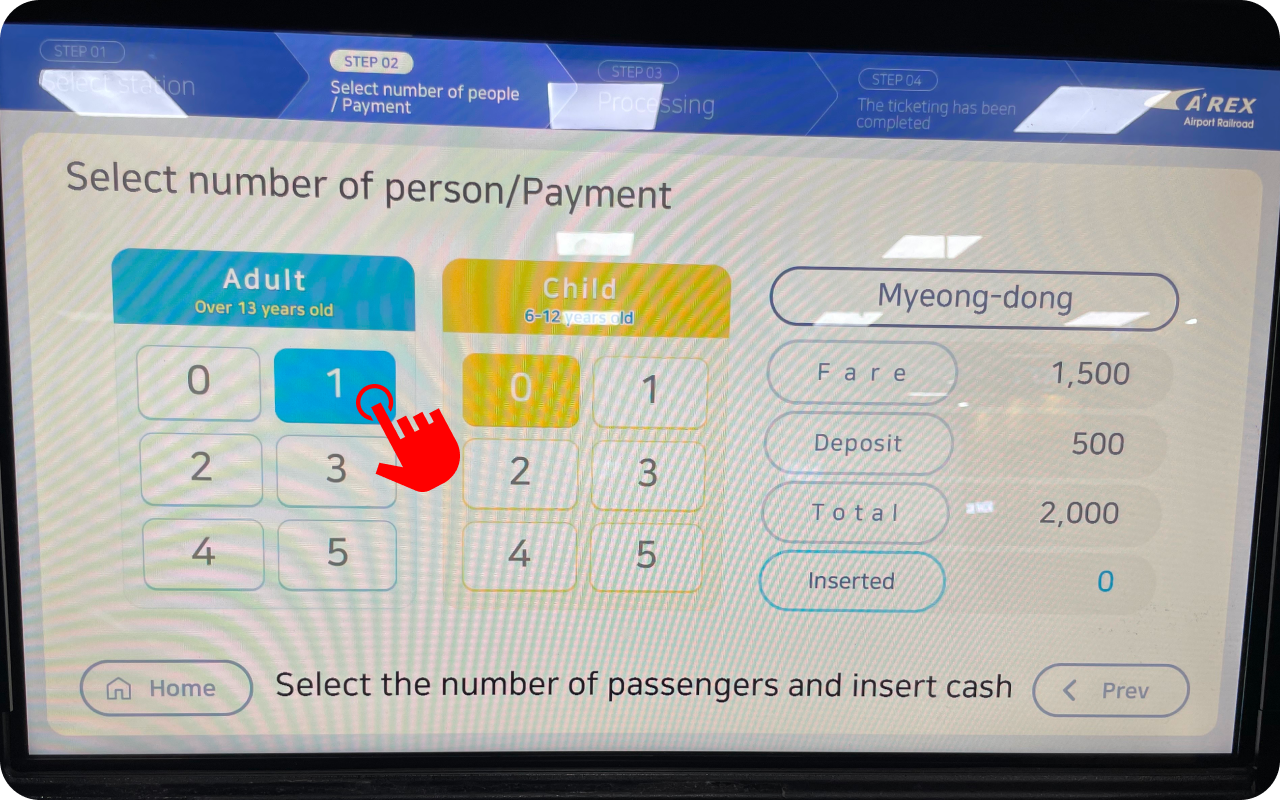 STEP 01
Select station
STEP 02
Select number of people
/ Payment
STEP 03
Processing
STEP 04
The ticketing has been
completed
A'REX
Airport Railroad
Select number of person/Payment
Adult
Over 13 years old
0 1
2 3
4 5
Child
6-12 years old
0 1
2 3
4 5
Myeong-dong
Fare 1,500
Deposit 500
Total 2,000
Inserted 0
Home
Select the number of passengers and insert cash
Prev